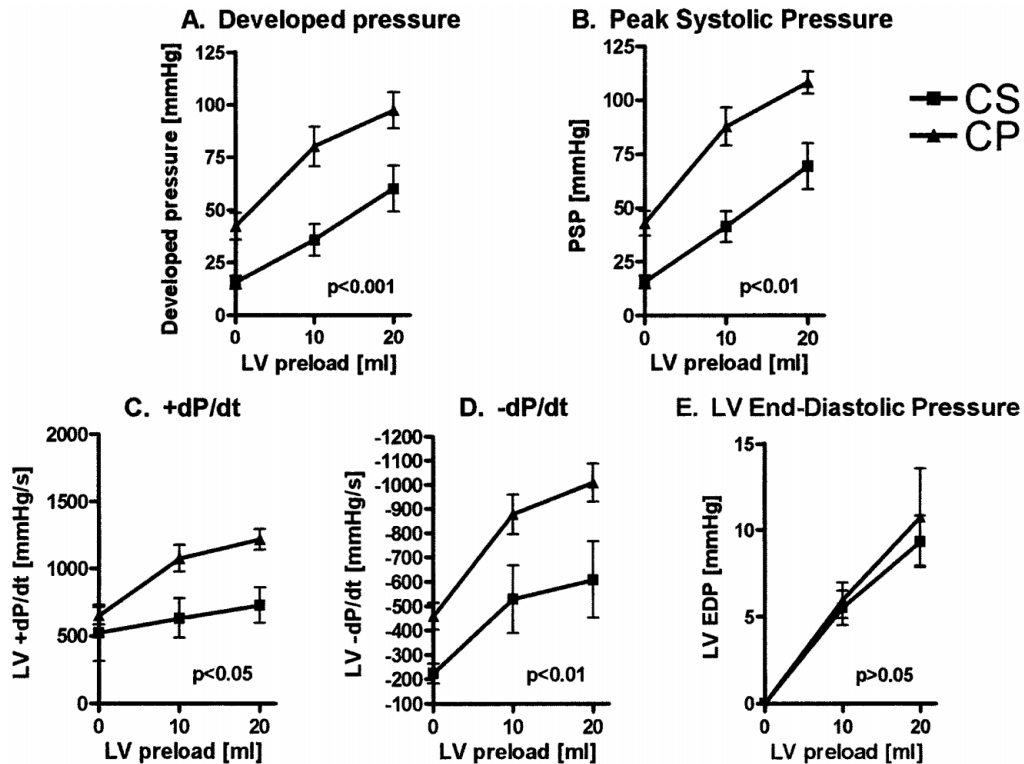 A. Developed pressure
Developed pressure [mmHg]
125
100
75
50
25
0
p<0.001
0 10 20
LV preload [ml]
B. Peak Systolic Pressure
PSP [mmHg]
125
100
75
50
25
0
p<0.01
0 10 20
LV preload [ml]
CS
CP
C. +dP/dt
LV +dP/dt [mmHg/s]
2000
1500
1000
500
0
p<0.05
0 10 20
LV preload [ml]
D. -dP/dt
LV -dP/dt [mmHg/s]
-1200
-1100
-1000
-900
-800
-700
-600
-500
-400
-300
-200
-100
p<0.01
0 10 20
LV preload [ml]
E. LV End-Diastolic Pressure
LV EDP [mmHg]
15
10
5
0
p>0.05
0 10 20
LV preload [ml]